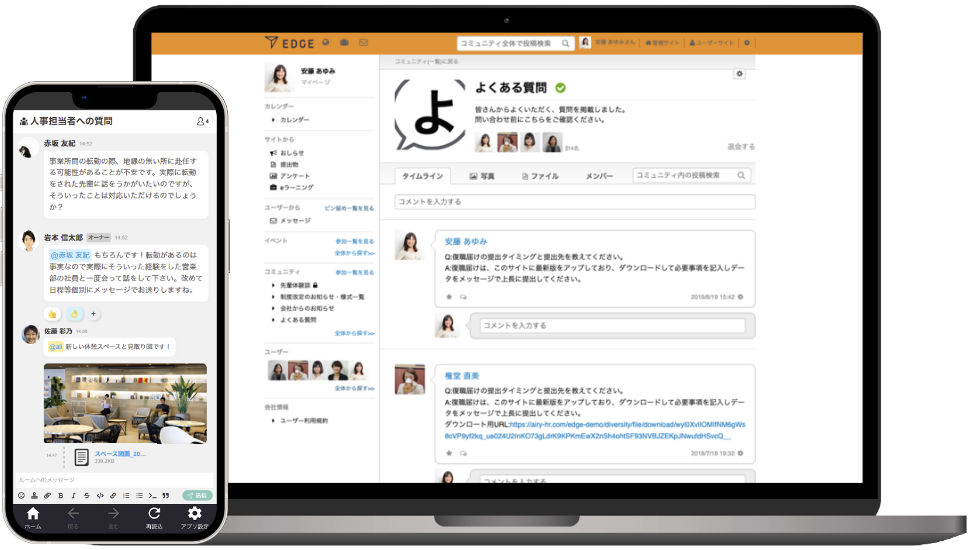 人事担当者への質問
4
赤坂 友紀 14:52
事業所間の転勤の際、地縁の無い所に赴任す
る可能性があることが不安です。実際に転勤
をされた先輩に話をうかがいたいのですが、
そういったことは対応いただけるのでしょう
か？
岩本 信太郎 オーナー 14:02
@赤坂 友紀 もちろんです！転勤があるのは
事実なので実際にそういった経験をした営業
部の社員と一度会って話をして下さい。改めて
日程等個別にメッセージでお送りしますね。
佐藤 彩乃
@all 新しい休憩スペースと見取り図です！
スペース図面_20...
ルームへのメッセージ
送信
ホーム
戻る
進む
再読込
アプリ設定
EDGE
コミュニティ全体で投稿検索
安藤 あゆみさん
管理サイト
ユーザーサイト
安藤 あゆみ
マイページ
カレンダー
カレンダー
サイトから
おしらせ
提出物
アンケート
eラーニング
ユーザーから ピン留め一覧を見る
メッセージ
イベント 参加一覧を見る
全体から探す>>
コミュニティ 参加一覧を見る
先輩体験談
制度改定のお知らせ・様式一覧
会社からのお知らせ
よくある質問
全体から探す>>
ユーザー
全体から探す>>
会社情報
ユーザー利用規約
コミュニティ(一覧)に戻る
よ
よくある質問
皆さんからよくいただく、質問を掲載しました。
問い合わせ前にこちらをご確認ください。
計4名
退会する
タイムライン
写真
ファイル
メンバー
コミュニティ内の投稿検索
コメントを入力する
安藤 あゆみ
Q:復職届けの提出タイミングと提出先を教えてください。
A:復職届けは、このサイトに最新版をアップしており、ダウンロードして必要事項を記入しデー
タをメッセージで上長に提出してください。
2019/8/19 15:42
コメントを入力する
権堂 直美
Q:復職届けの提出タイミングと提出先を教えてください。
A:復職届けは、このサイトに最新版をアップしており、ダウンロードして必要事項を記入しデー
タをメッセージで上長に提出してください。
コメントを入力する